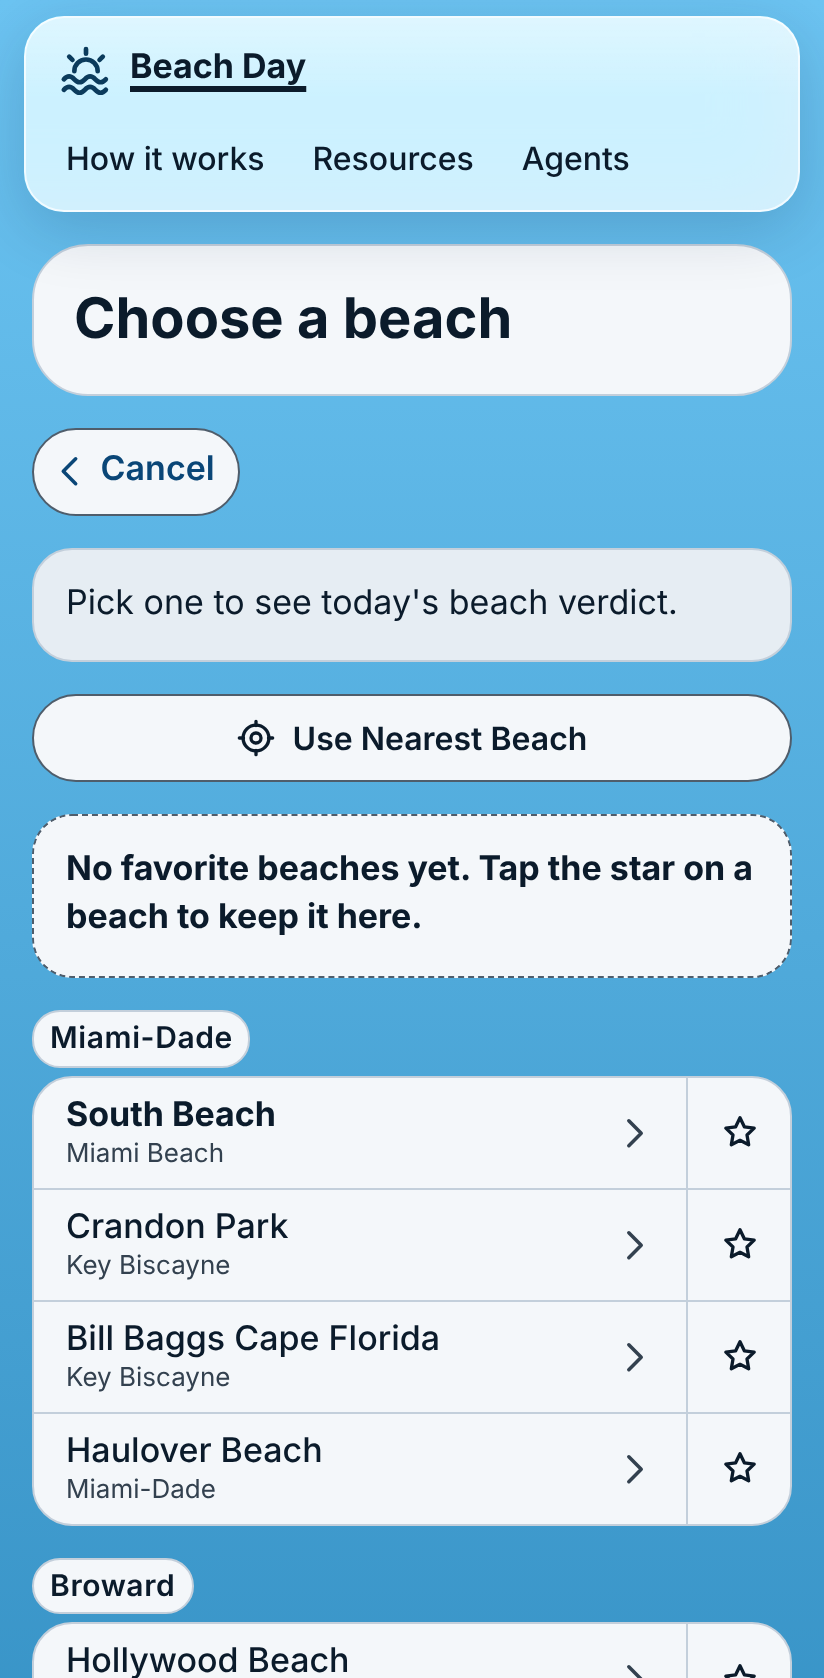 Beach Day
How it works Resources Agents
Choose a beach
Cancel
Pick one to see today's beach verdict.
Use Nearest Beach
No favorite beaches yet. Tap the star on a
beach to keep it here.
Miami-Dade
South Beach
Miami Beach
Crandon Park
Key Biscayne
Bill Baggs Cape Florida
Key Biscayne
Haulover Beach
Miami-Dade
Broward
Hollywood Beach